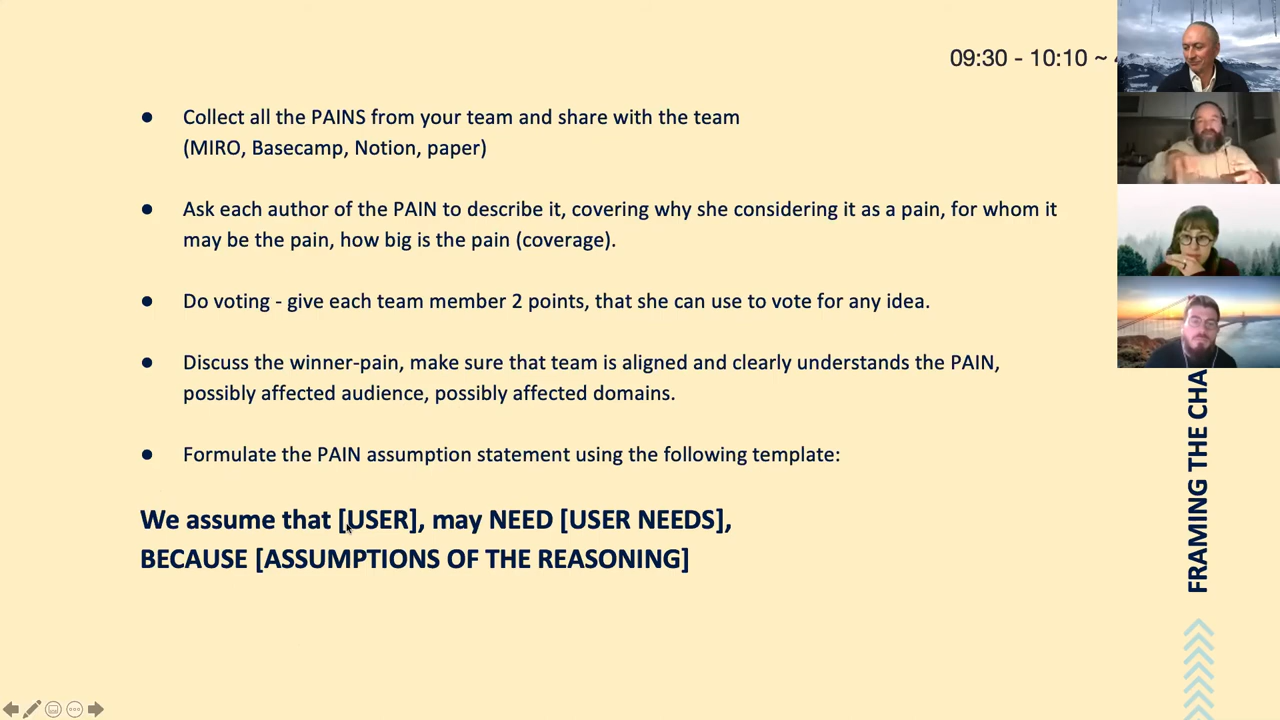 09:30 - 10:10 ~
● Collect all the PAINS from your team and share with the team
(MIRO, Basecamp, Notion, paper)
● Ask each author of the PAIN to describe it, covering why she considering it as a pain, for whom it
may be the pain, how big is the pain (coverage).
● Do voting - give each team member 2 points, that she can use to vote for any idea.
● Discuss the winner-pain, make sure that team is aligned and clearly understands the PAIN,
possibly affected audience, possibly affected domains.
● Formulate the PAIN assumption statement using the following template:
We assume that [USER], may NEED [USER NEEDS],
BECAUSE [ASSUMPTIONS OF THE REASONING]
FRAMING THE CHA